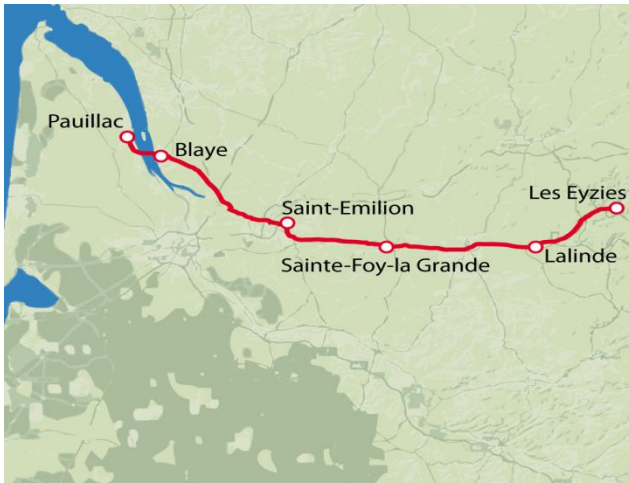 Pauillac
Blaye
Les Eyzies
Saint-Emilion
Sainte-Foy-la Grande
Lalinde